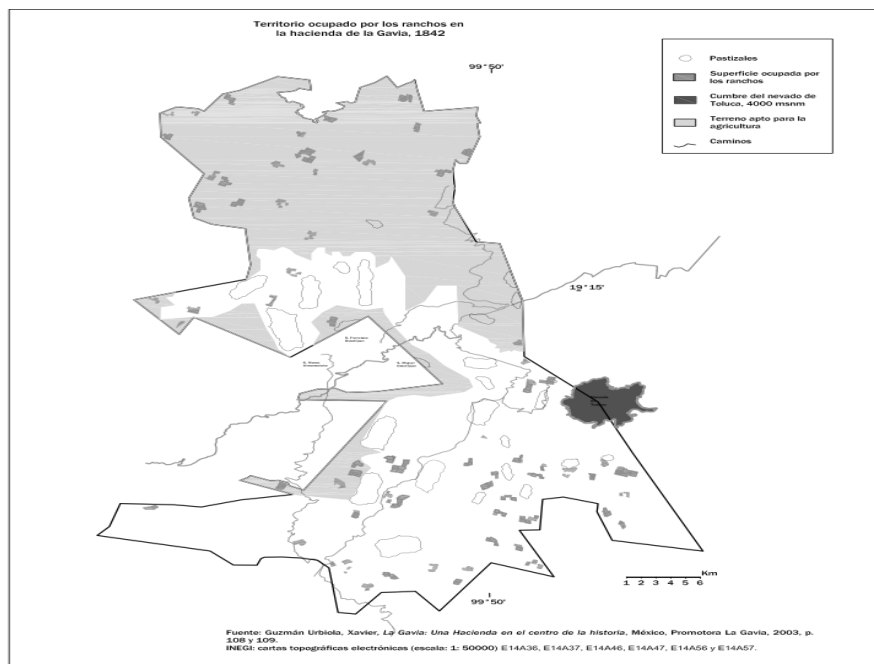 Territorio ocupado por los ranchos en
la hacienda de la Gavia, 1842
99°50'
Pastizales
Superficie ocupada por
los ranchos
Cumbre del nevado de
Toluca, 4000 msnm
Terreno apto para la
agricultura
Caminos
19°15'
Km
1 2 3 4 5 6
99°50'
Fuente: Guzmán Urbiola, Xavier, La Gavia: Una Hacienda en el centro de la historia, México, Promotora La Gavia, 2003, p.
108 y 109.
INEGI: cartas topográficas electrónicas (escala: 1: 50000) E14A36, E14A37, E14A46, E14A47, E14A56 y E14A57.